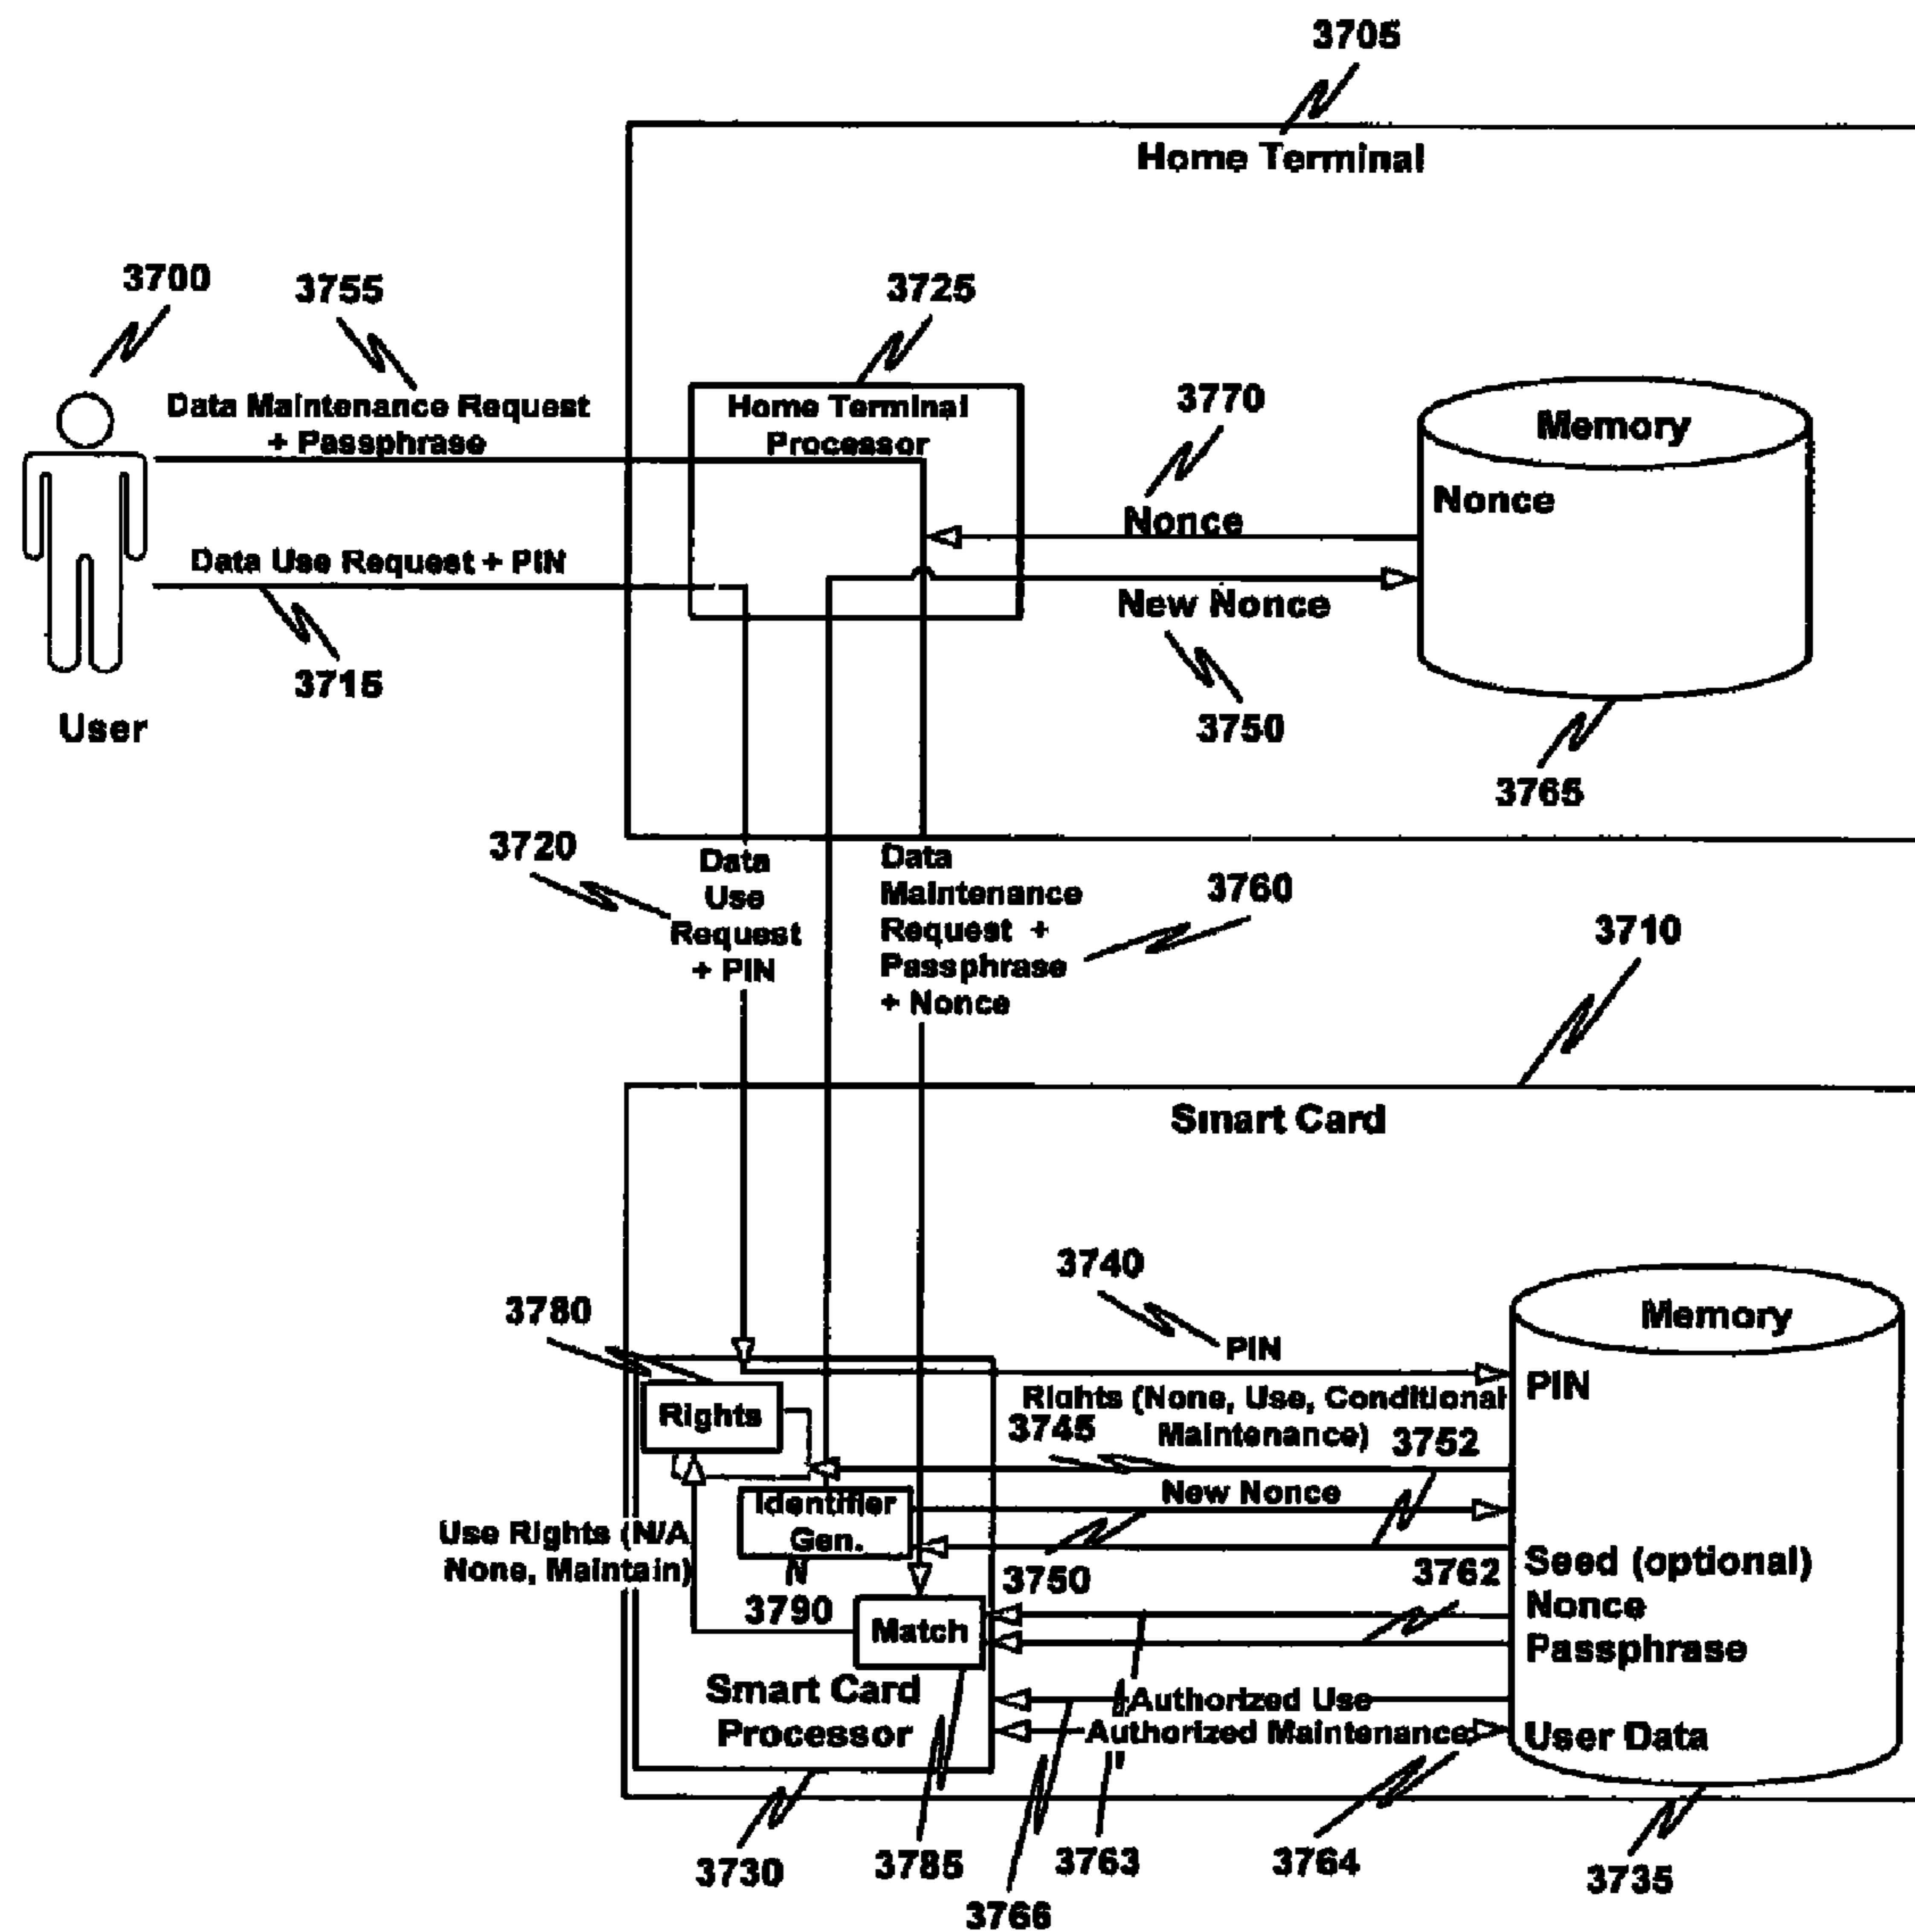 3705
Home Terminal
3700
3755
3725
Data Maintenance Request
+ Passphrase
Home Terminal
Processor
3770
Memory
Nonce
Nonce
Data Use Request + PIN
New Nonce
3715
User
3750
3765
3720
Data
Use
Request
+ PIN
Data
Maintenance
Request +
Passphrase
+ Nonce
3760
3710
Smart Card
3740
PIN
3780
Memory
PIN
Rights
Rights (None, Use, Conditional
Maintenance)
3745
3752
New Nonce
Identifier
Gen.
Use Rights (N/A
None, Maintain)
3790
3750
3762
Seed (optional)
Nonce
Passphrase
Match
Smart Card
Processor
Authorized Use
Authorized Maintenance
User Data
3730
3785
3763
3764
3735
3766